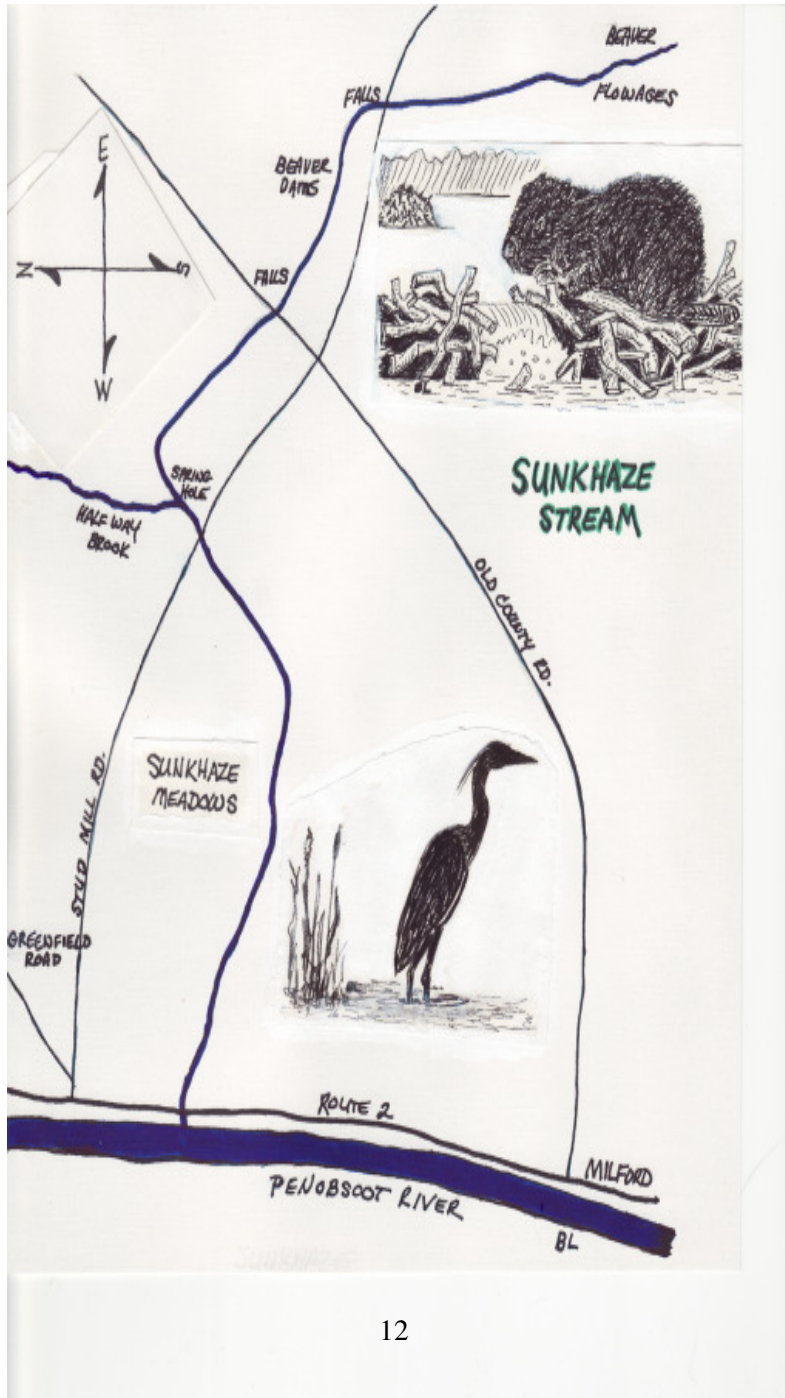 BEAVER
FLOWAGES
FALLS
BEAVER
DAMS
E
N
S
W
FALLS
SPRING
HOLE
HALF WAY
BROOK
SUNKHAZE
STREAM
OLD COUNTY RD.
STUD MILL RD.
SUNKHAZE
MEADOWS
GREENFIELD
ROAD
ROUTE 2
MILFORD
PENOBSCOT RIVER
BL
SUNKHAZE
12